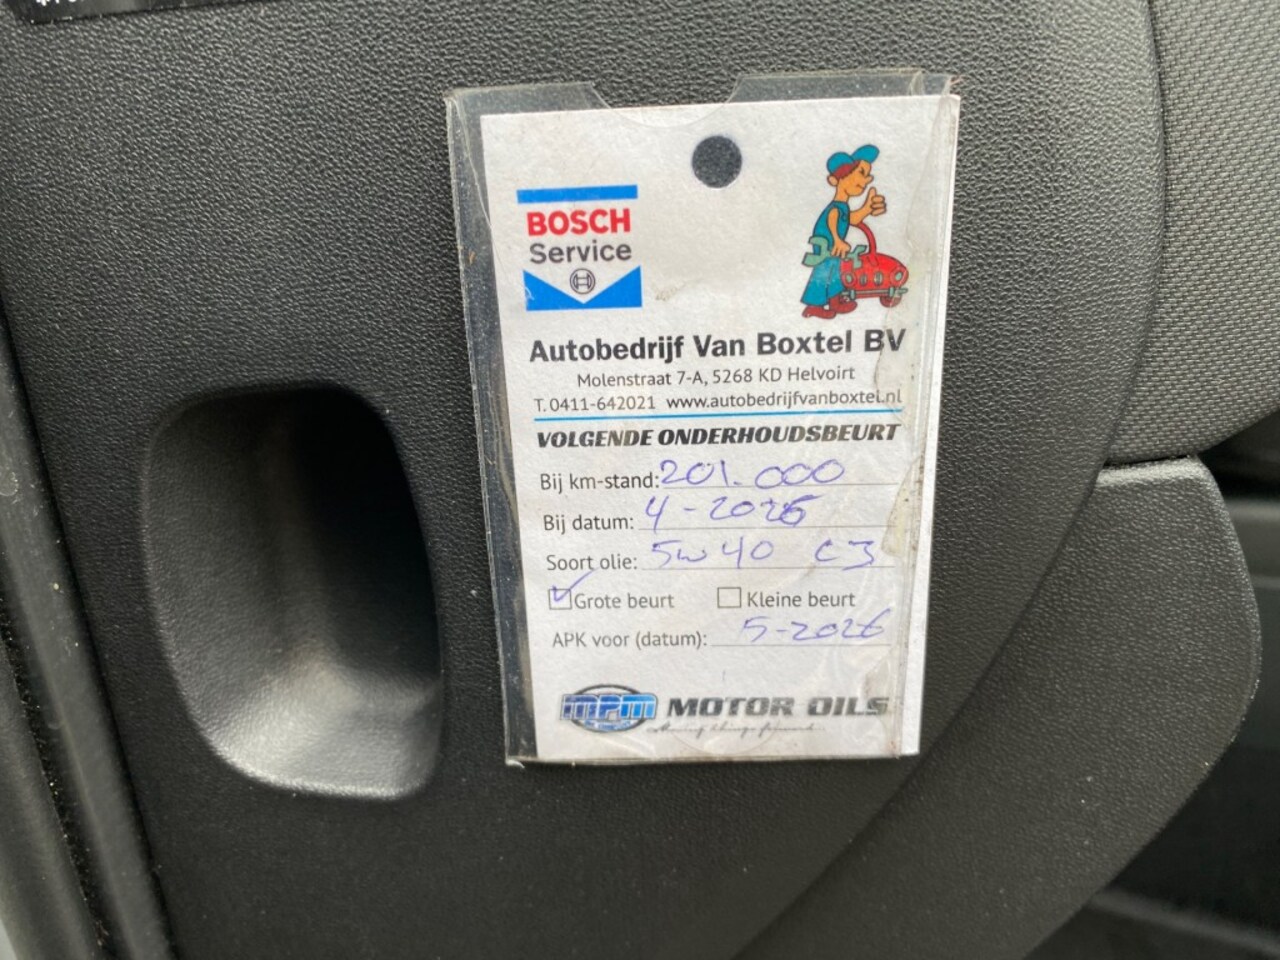 BOSCH
Service
Autobedrijf Van Boxtel BV
Molenstraat 7-A, 5268 KD Helvoirt
T. 0411-642021 www.autobedrijfvanboxtel.nl
VOLGENDE ONDERHOUDSBEURT
Bij km-stand: 201.000
Bij datum: 4-2026
Soort olie: 5w40 C3
Grote beurt Kleine beurt
APK voor (datum): 5-2026
MPM MOTOR OILS